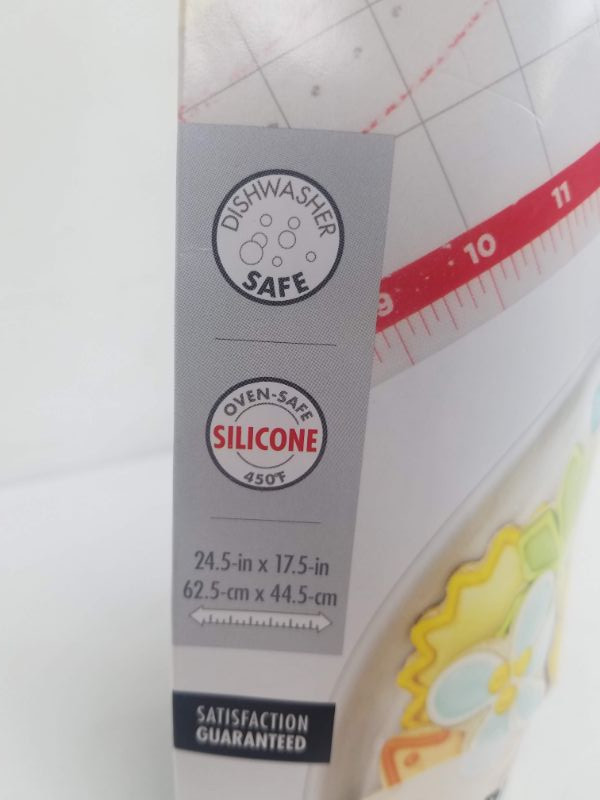 DISHWASHER
SAFE
9 10 11
OVEN-SAFE
SILICONE
450°F
24.5-in x 17.5-in
62.5-cm x 44.5-cm
SATISFACTION
GUARANTEED